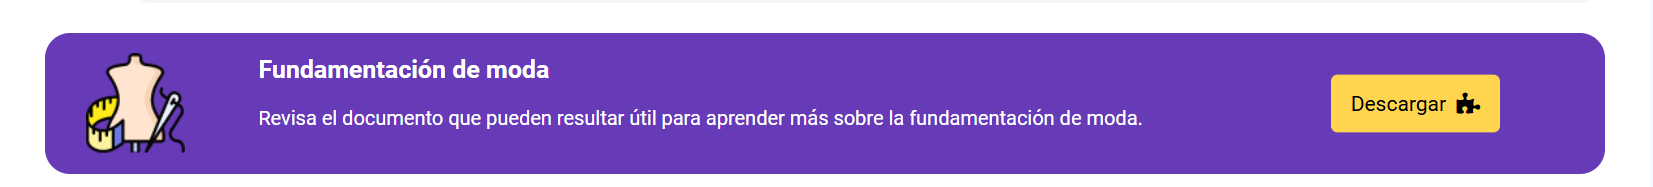 Fundamentación de moda
Revisa el documento que pueden resultar útil para aprender más sobre la fundamentación de moda.
Descargar